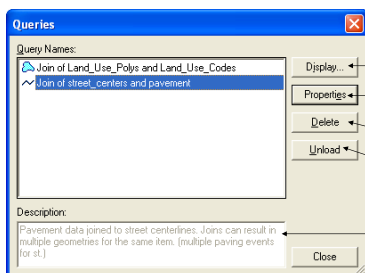 Queries
Query Names:
Join of Land_Use_Polys and Land_Use_Codes
Join of street_centers and pavement
Display...
Properties
Delete
Unload
Description:
Pavement data joined to street centerlines. Joins can result in
multiple geometries for the same item. (multiple paving events
for st.)
Close